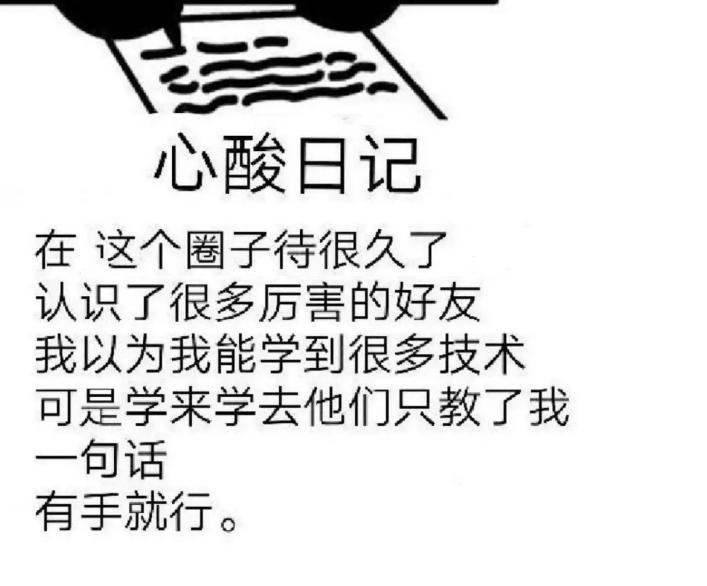 心酸日记
在 这个圈子待很久了
认识了很多厉害的好友
我以为我能学到很多技术
可是学来学去他们只教了我
一句话
有手就行。